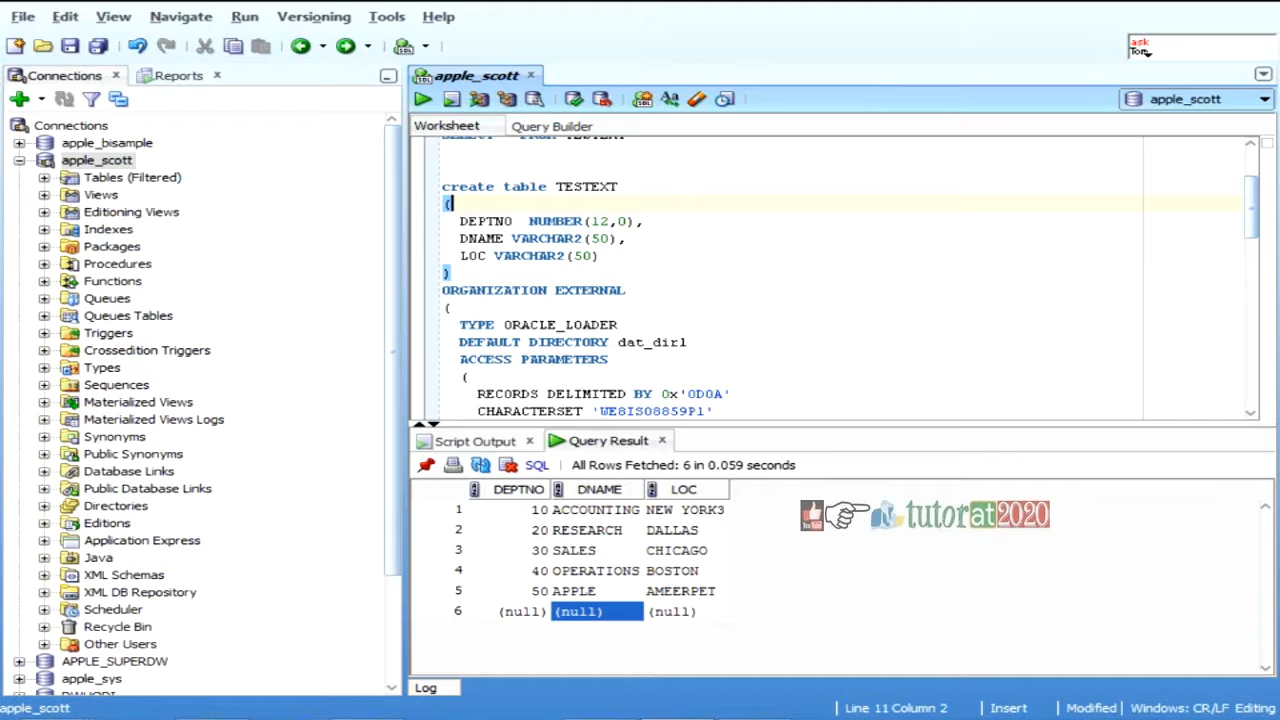 File Edit View Navigate Run Versioning Tools Help
ask
Tom
Connections
Reports
Connections
apple_bisample
apple_scott
Tables (Filtered)
Views
Editioning Views
Indexes
Packages
Procedures
Functions
Queues
Queues Tables
Triggers
Crossedition Triggers
Types
Sequences
Materialized Views
Materialized Views Logs
Synonyms
Public Synonyms
Database Links
Public Database Links
Directories
Editions
Application Express
Java
XML Schemas
XML DB Repository
Scheduler
Recycle Bin
Other Users
APPLE_SUPERDW
apple_sys
apple_scott
apple_scott
Worksheet Query Builder
create table TESTEXT
(
DEPTNO NUMBER(12,0),
DNAME VARCHAR2(50),
LOC VARCHAR2(50)
)
ORGANIZATION EXTERNAL
(
TYPE ORACLE_LOADER
DEFAULT DIRECTORY dat_dir1
ACCESS PARAMETERS
(
RECORDS DELIMITED BY 0x'0D0A'
CHARACTERSET 'WE8ISO8859P1'
Script Output Query Result
SQL All Rows Fetched: 6 in 0.059 seconds
DEPTNO DNAME LOC
1 10 ACCOUNTING NEW YORK3
2 20 RESEARCH DALLAS
3 30 SALES CHICAGO
4 40 OPERATIONS BOSTON
5 50 APPLE AMEERPET
6 (null) (null) (null)
You Tube
tutorat2020
Log
apple_scott
Line 11 Column 2 Insert Modified Windows: CR/LF Editing